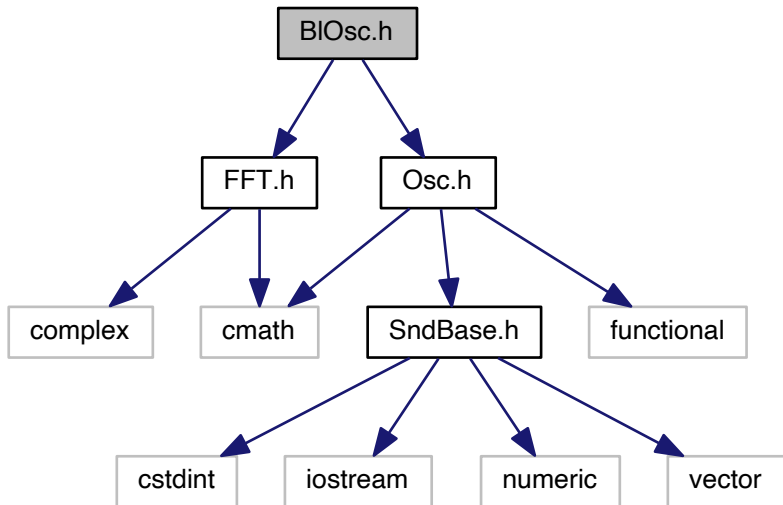 BlOsc.h
FFT.h
Osc.h
complex
cmath
SndBase.h
functional
cstdint
iostream
numeric
vector